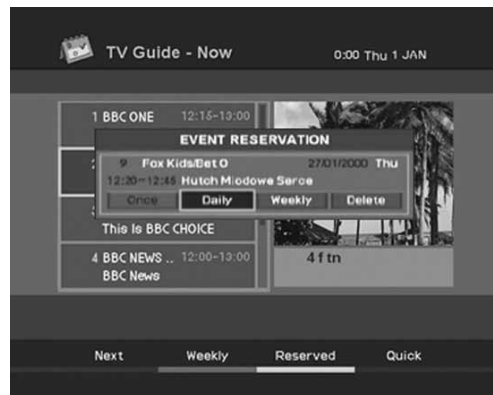 TV Guide - Now
0:00 Thu 1 JAN
1 BBC ONE 12:15-13:00
EVENT RESERVATION
9 Fox Kids/Bet O 27/01/2000 Thu
12:20-12:45 Hutch Miodowe Serce
Once Daily Weekly Delete
This Is BBC CHOICE
4 BBC NEWS .. 12:00-13:00
BBC News
4 f tn
Next Weekly Reserved Quick